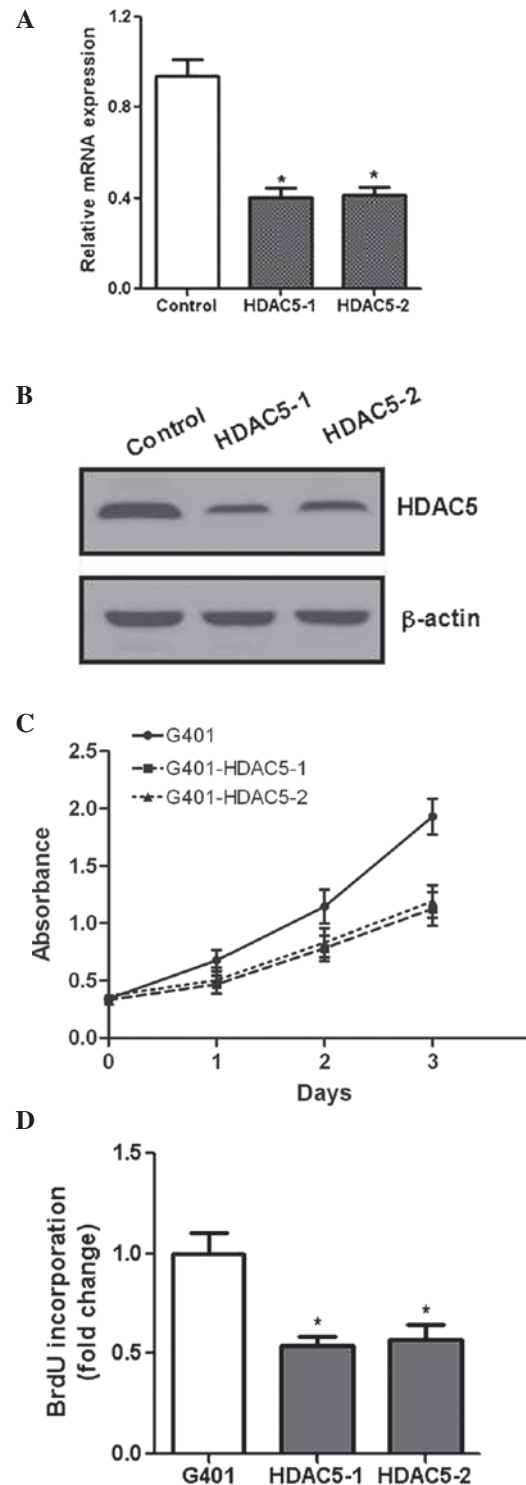 A
Relative mRNA expression
1.2
0.8
0.4
0.0
*
*
Control
HDAC5-1
HDAC5-2
B
Control
HDAC5-1
HDAC5-2
HDAC5
β-actin
C
G401
G401-HDAC5-1
G401-HDAC5-2
Absorbance
2.5
2.0
1.5
1.0
0.5
0.0
0
1
2
3
Days
D
BrdU incorporation
(fold change)
1.5
1.0
0.5
0.0
*
*
G401
HDAC5-1
HDAC5-2